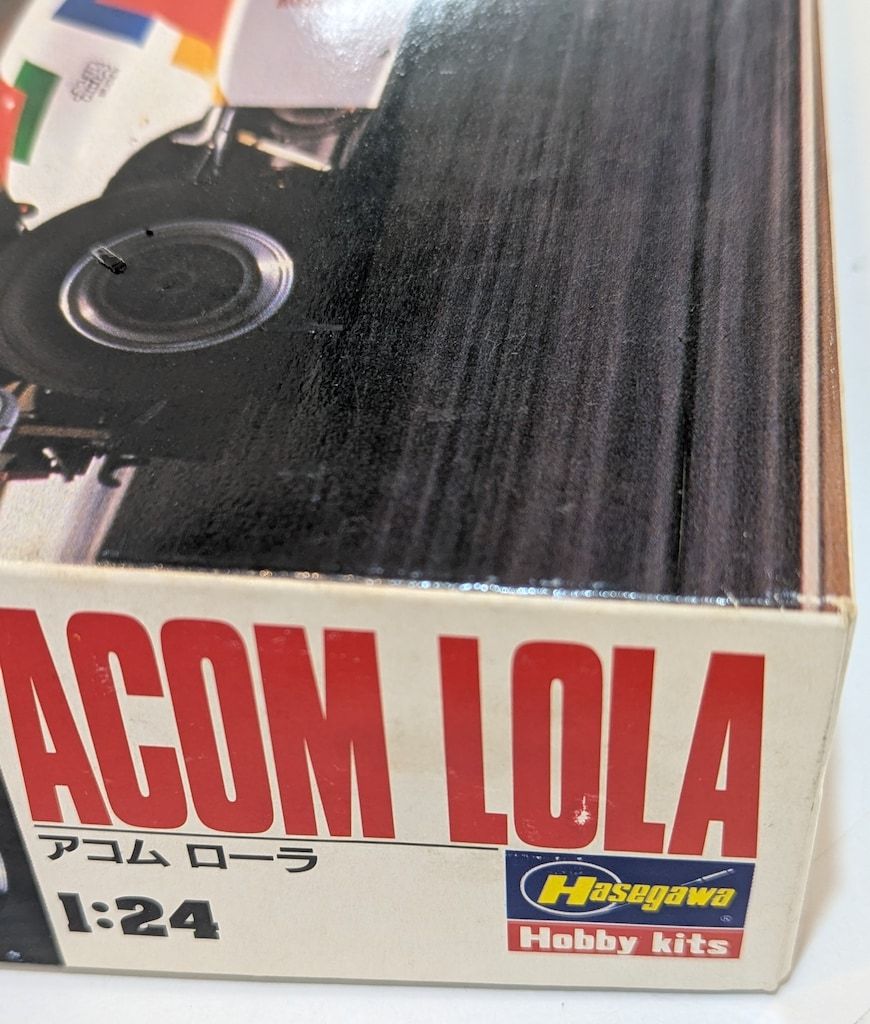 ACOM LOLA
アコム ローラ
1:24
Hasegawa
®
Hobby kits